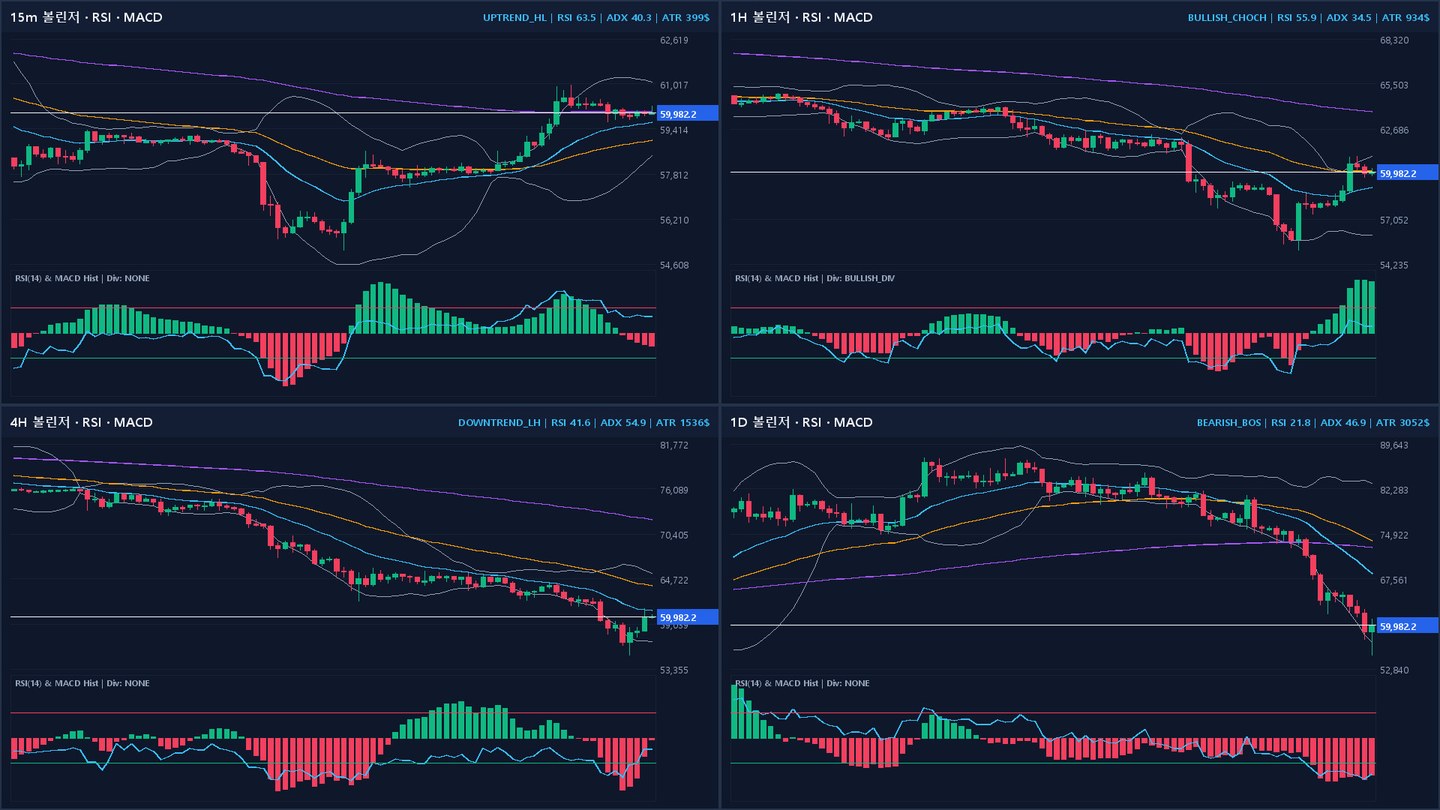 15m 볼린저 · RSI · MACD
UPTREND_HL | RSI 63.5 | ADX 40.3 | ATR 399$
62,619
61,017
59,982.2
59,414
57,812
56,210
54,608
RSI(14) & MACD Hist | Div: NONE
1H 볼린저 · RSI · MACD
BULLISH_CHOCH | RSI 55.9 | ADX 34.5 | ATR 934$
68,320
65,503
62,686
59,982.2
57,052
54,235
RSI(14) & MACD Hist | Div: BULLISH_DIV
4H 볼린저 · RSI · MACD
DOWNTREND_LH | RSI 41.6 | ADX 54.9 | ATR 1536$
81,772
76,089
70,405
64,722
59,982.2
53,355
RSI(14) & MACD Hist | Div: NONE
1D 볼린저 · RSI · MACD
BEARISH_BOS | RSI 21.8 | ADX 46.9 | ATR 3052$
89,643
82,283
74,922
67,561
59,982.2
52,840
RSI(14) & MACD Hist | Div: NONE